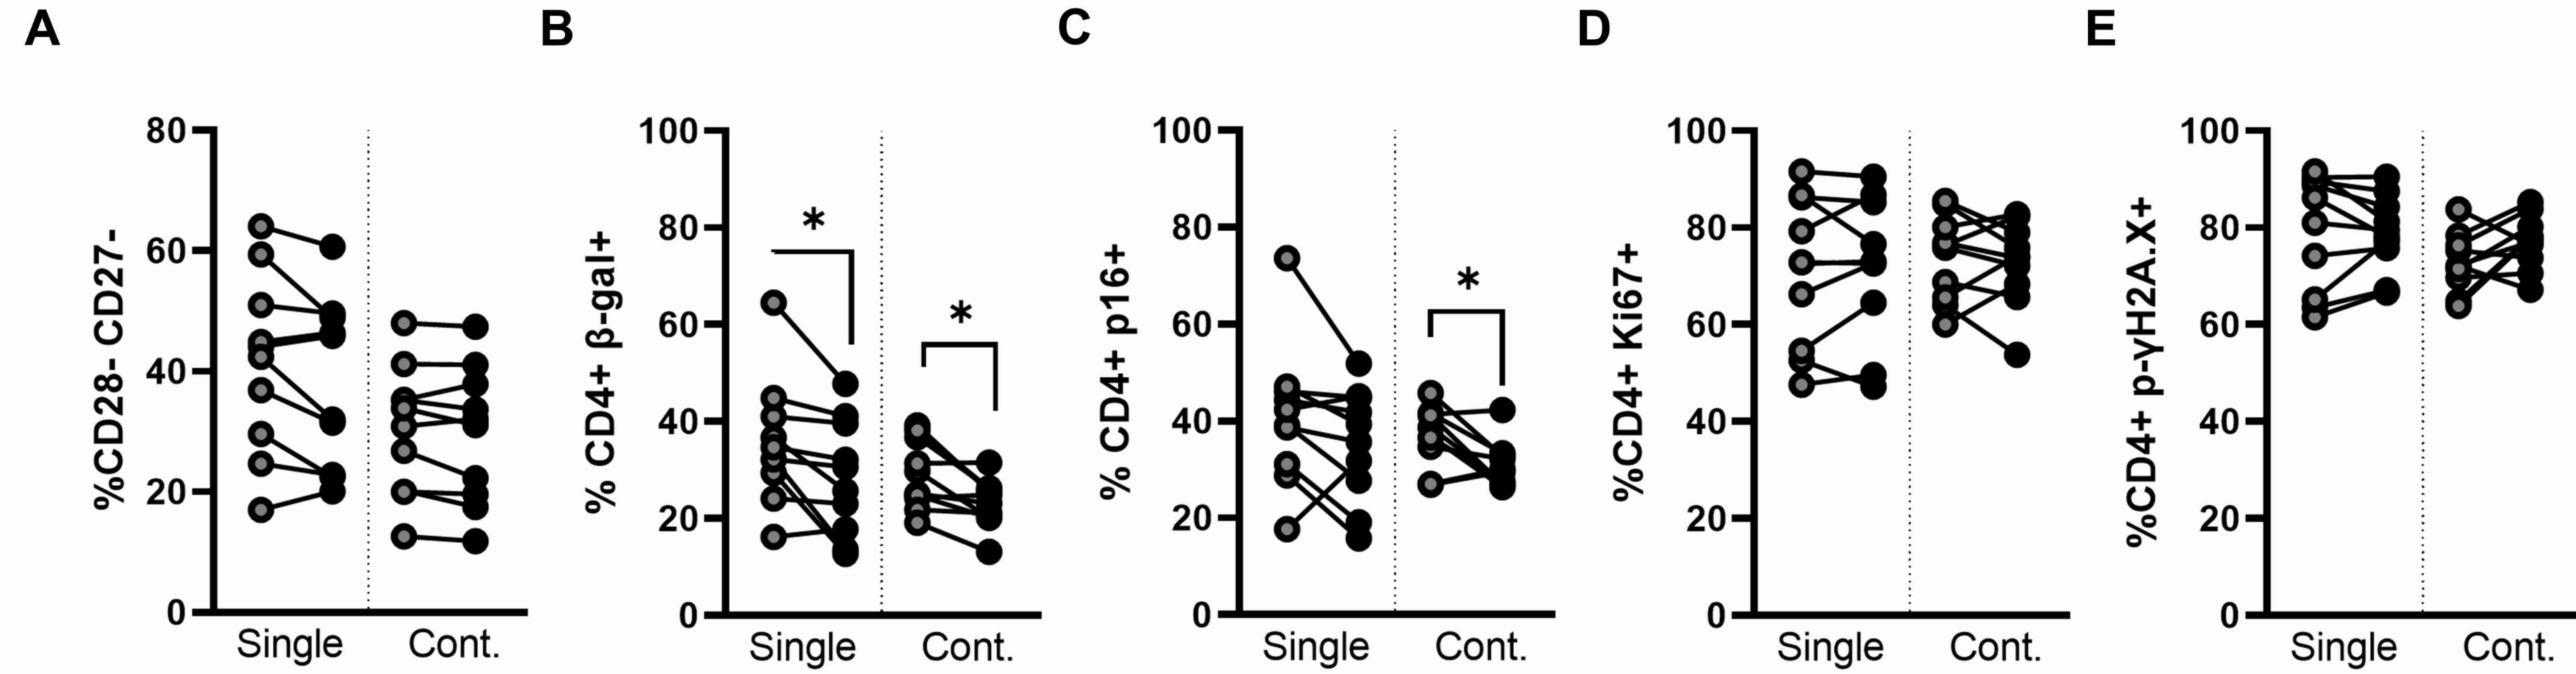 A
B
C
D
E
%CD28- CD27-
80
60
40
20
0
Single
Cont.
% CD4+ β-gal+
100
80
60
40
20
0
*
*
Single
Cont.
% CD4+ p16+
100
80
60
40
20
0
*
Single
Cont.
%CD4+ Ki67+
100
80
60
40
20
0
Single
Cont.
%CD4+ p-γH2A.X+
100
80
60
40
20
0
Single
Cont.